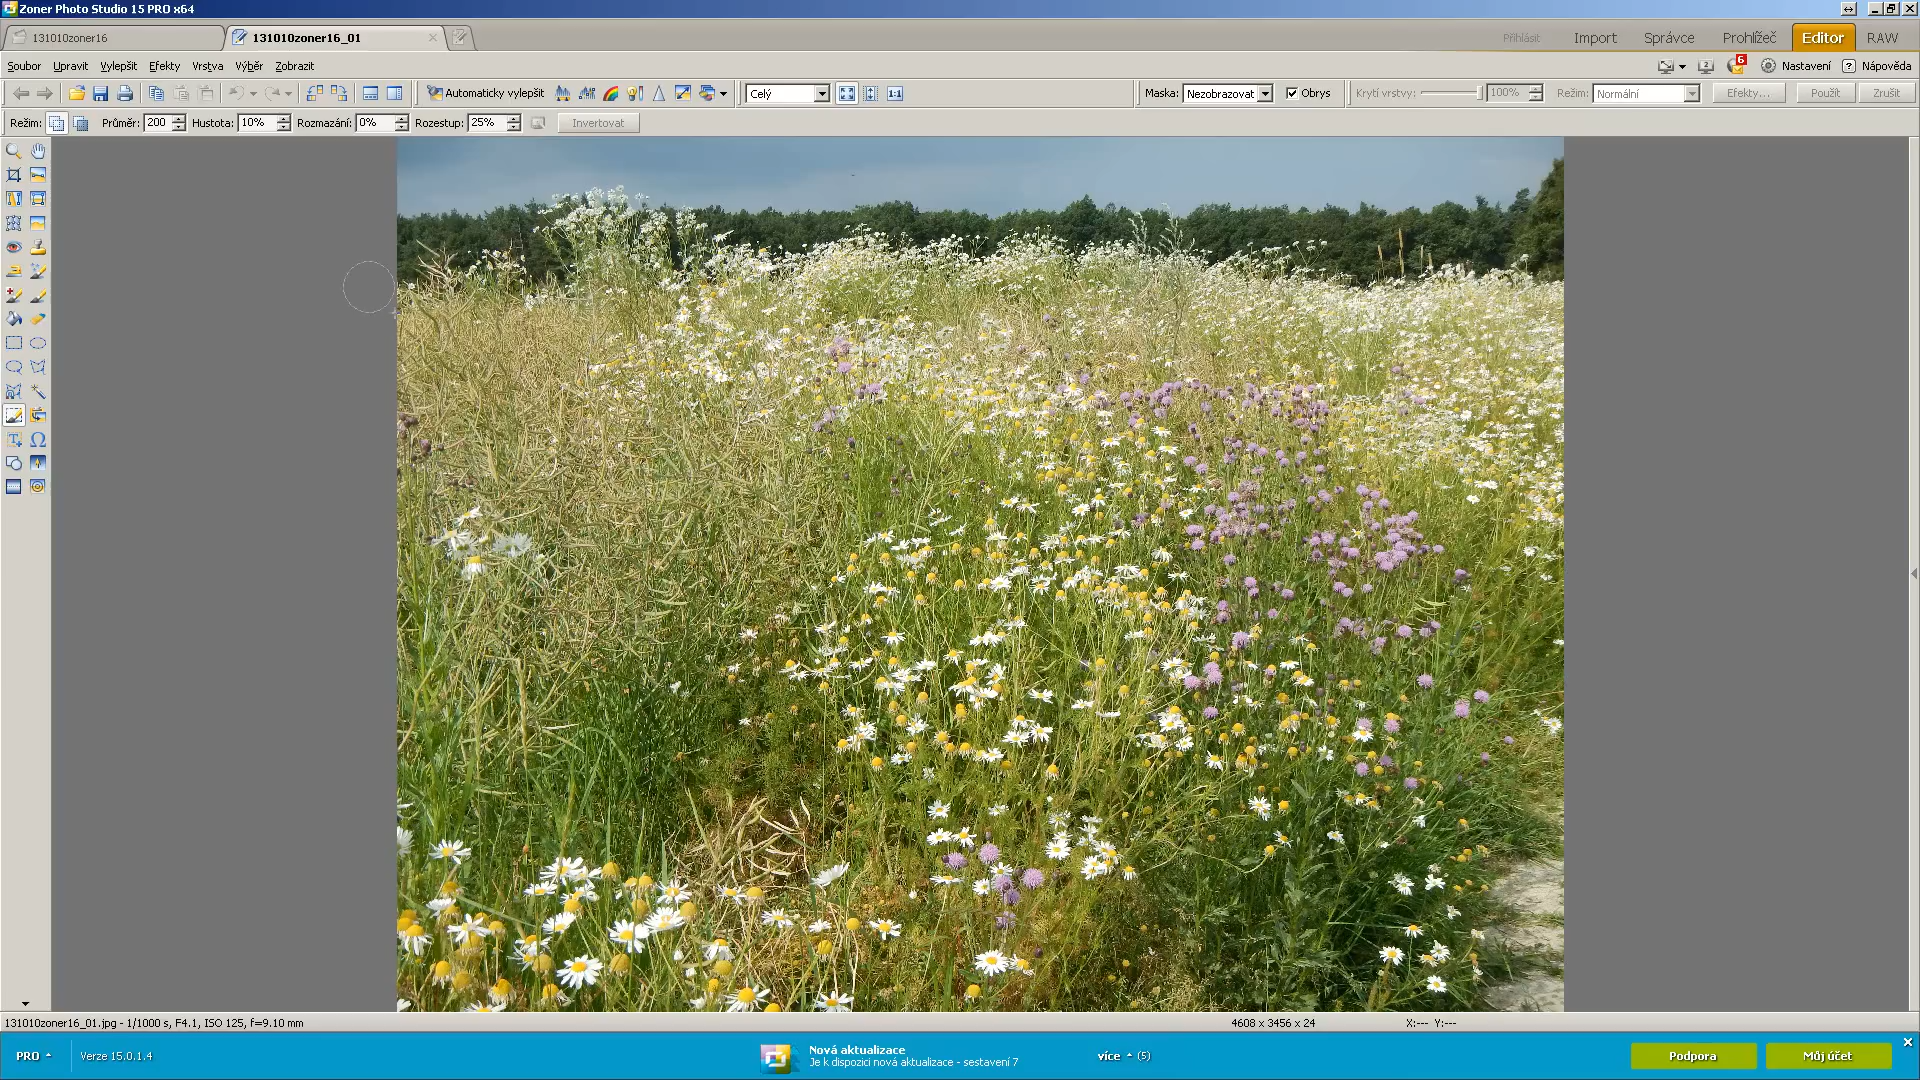 Zoner Photo Studio 15 PRO x64
131010zoner16
131010zoner16_01
Přihlásit
Import
Správce
Prohlížeč
Editor
RAW
Soubor
Upravit
Vylepšit
Efekty
Vrstva
Výběr
Zobrazit
2
6
Nastavení
? Nápověda
Automaticky vylepšit
Celý
1:1
Maska: Nezobrazovat
Obrys
Krytí vrstvy: 100%
Režim: Normální
Efekty...
Použít
Zrušit
Režim:
Průměr: 200
Hustota: 10%
Rozmazání: 0%
Rozestup: 25%
Invertovat
131010zoner16_01.jpg - 1/1000 s, F4.1, ISO 125, f=9.10 mm
4608 x 3456 x 24
X:--- Y:---
PRO
Verze 15.0.1.4
Nová aktualizace
Je k dispozici nová aktualizace - sestavení 7
více (5)
Podpora
Můj účet